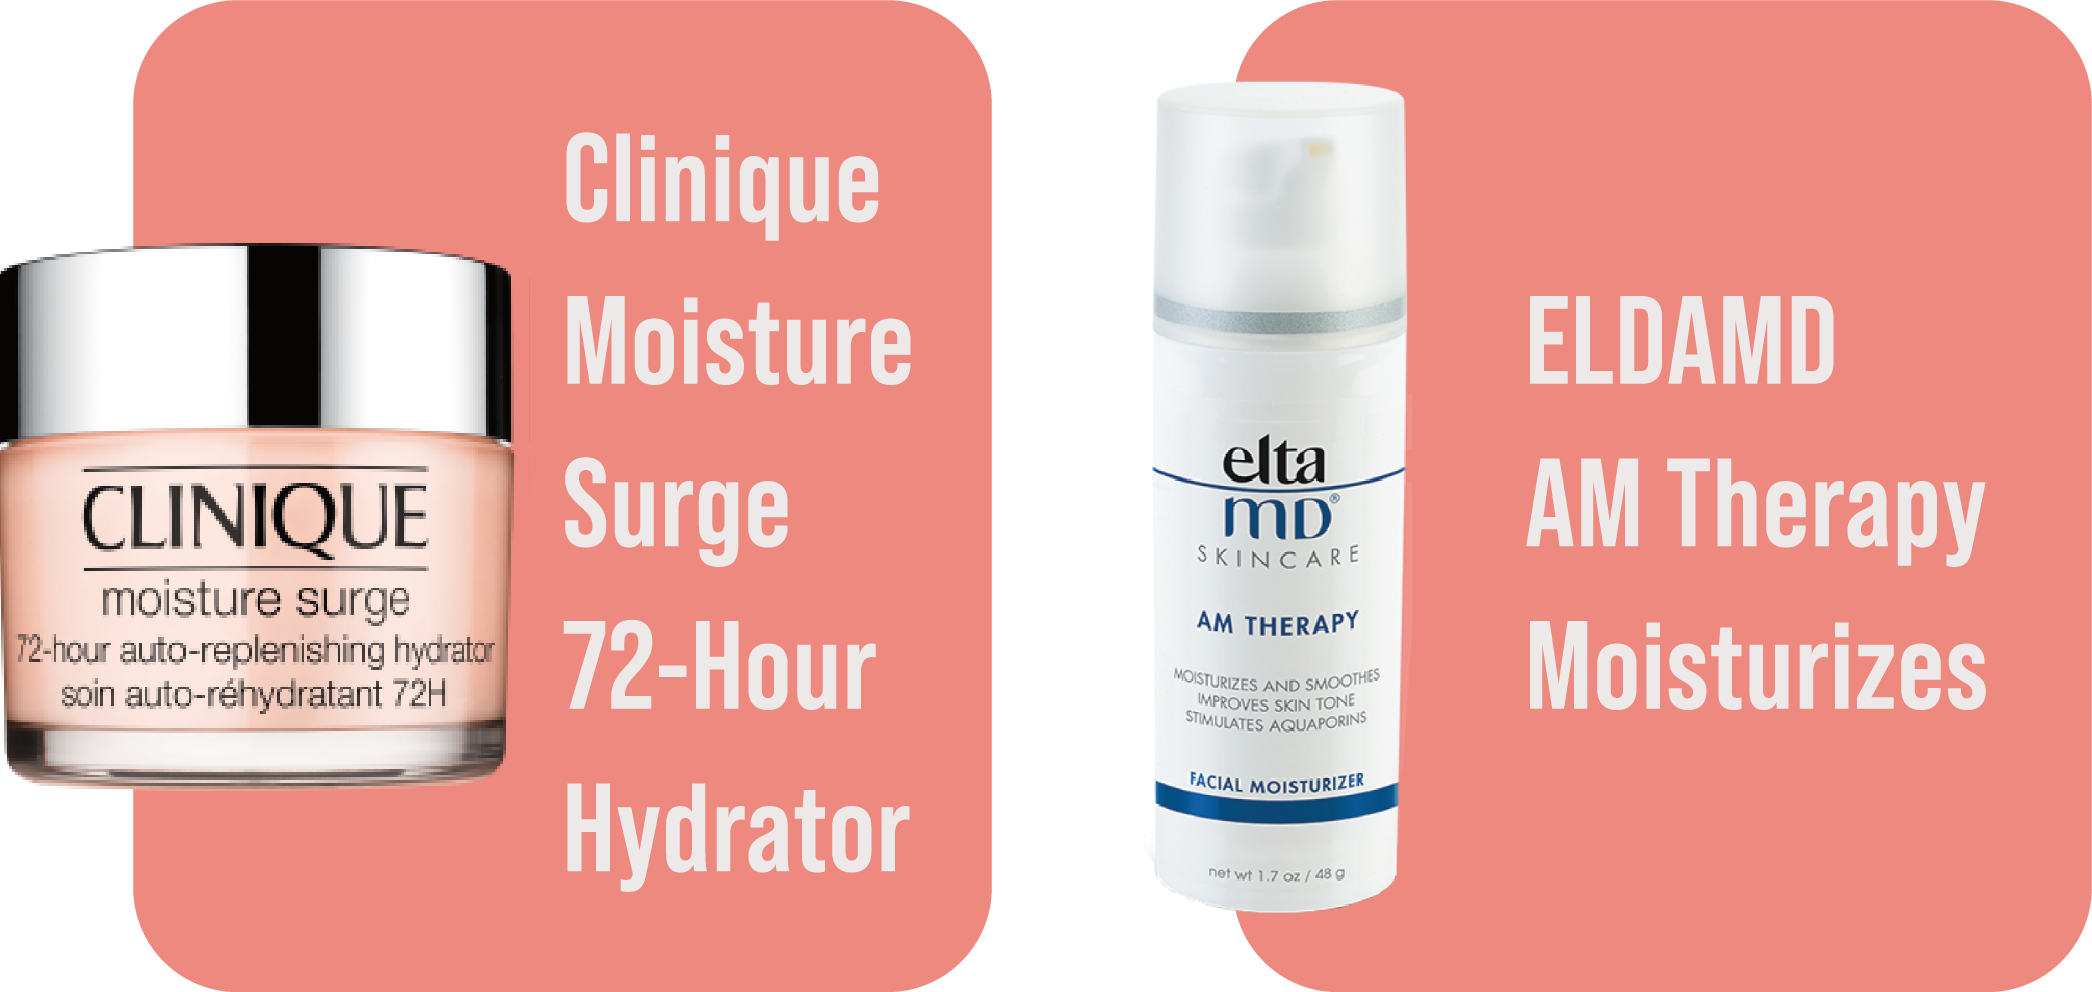 Clinique
Moisture
Surge
72-Hour
Hydrator
CLINIQUE
moisture surge
72-hour auto-replenishing hydrator
soin auto-réhydratant 72H
ELDAMD
AM Therapy
Moisturizes
elta
MD®
SKINCARE
AM THERAPY
MOISTURIZES AND SMOOTHES
IMPROVES SKIN TONE
STIMULATES AQUAPORINS
FACIAL MOISTURIZER
net wt 1.7 oz / 48 g